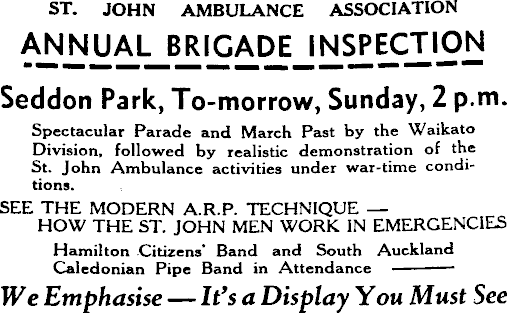 ST. JOHN AMBULANCE ASSOCIATION
ANNUAL BRIGADE INSPECTION
Seddon Park, To-morrow, Sunday, 2 p.m.
Spectacular Parade and March Past by the Waikato
Division, followed by realistic demonstration of the
St. John Ambulance activities under war-time condi-
tions.
SEE THE MODERN A.R.P. TECHNIQUE —
HOW THE ST. JOHN MEN WORK IN EMERGENCIES
Hamilton Citizens' Band and South Auckland
Caledonian Pipe Band in Attendance ———
We Emphasise — It's a Display You Must See